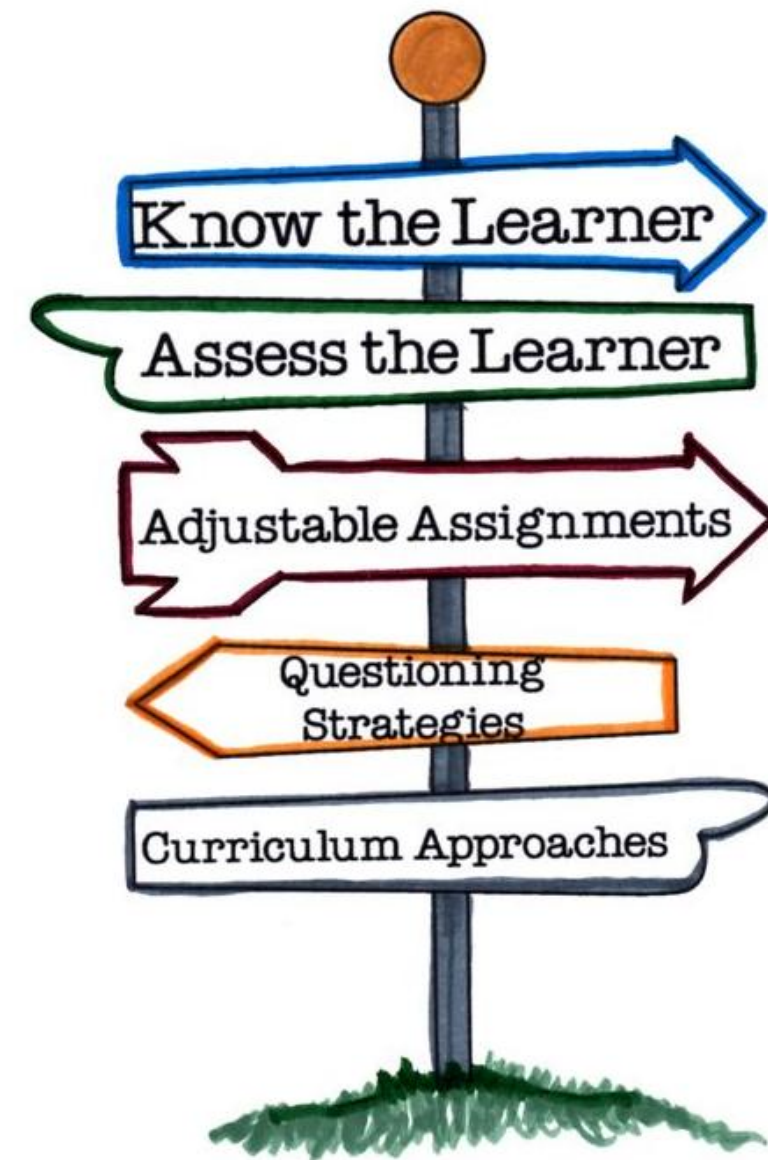 Know the Learner
Assess the Learner
Adjustable Assignments
Questioning
Strategies
Curriculum Approaches